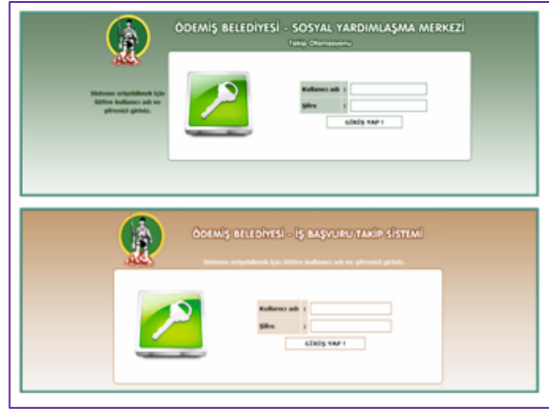 ÖDEMİŞ BELEDİYESİ - SOSYAL YARDIMLAŞMA MERKEZİ
Takip Otomasyonu
Sisteme erişebilmek için
lütfen kullanıcı adı ve
şifrenizi giriniz.
Kullanıcı adı :
Şifre :
GİRİŞ YAP !
ÖDEMİŞ BELEDİYESİ - İŞ BAŞVURU TAKİP SİSTEMİ
Sisteme erişebilmek için lütfen kullanıcı adı ve şifrenizi giriniz.
Kullanıcı adı :
Şifre :
GİRİŞ YAP !